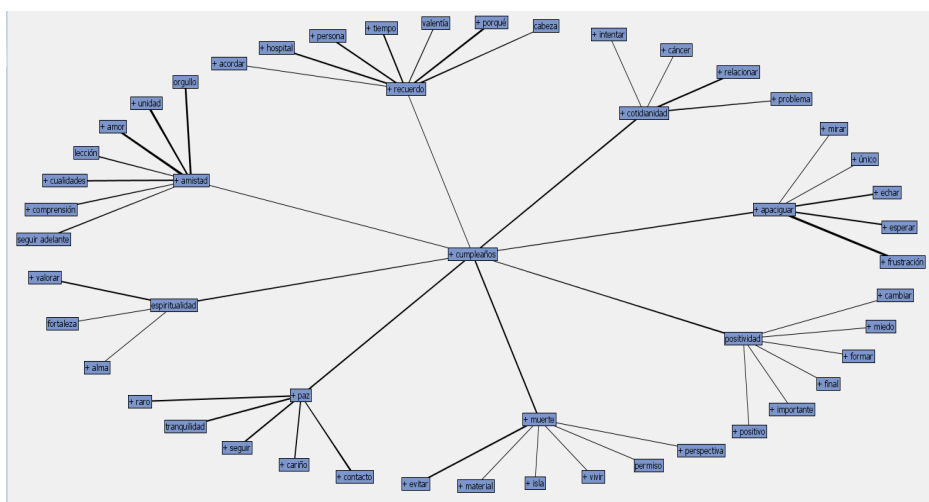 + tiempo
valentía
+ porqué
cabeza
+ persona
+ hospital
+ acordar
+ recuerdo
+ intentar
+ cáncer
+ relacionar
+ problema
+ cotidianidad
orgullo
+ unidad
+ amor
lección
+ cualidades
+ comprensión
seguir adelante
+ amistad
+ mirar
+ único
+ echar
+ esperar
+ frustración
+ apaciguar
+ cumpleaños
+ valorar
fortaleza
+ alma
espiritualidad
+ cambiar
+ miedo
+ formar
+ final
+ importante
+ positivo
positividad
+ paz
+ raro
tranquilidad
+ seguir
+ cariño
+ contacto
+ muerte
+ evitar
+ material
+ isla
+ vivir
permiso
+ perspectiva